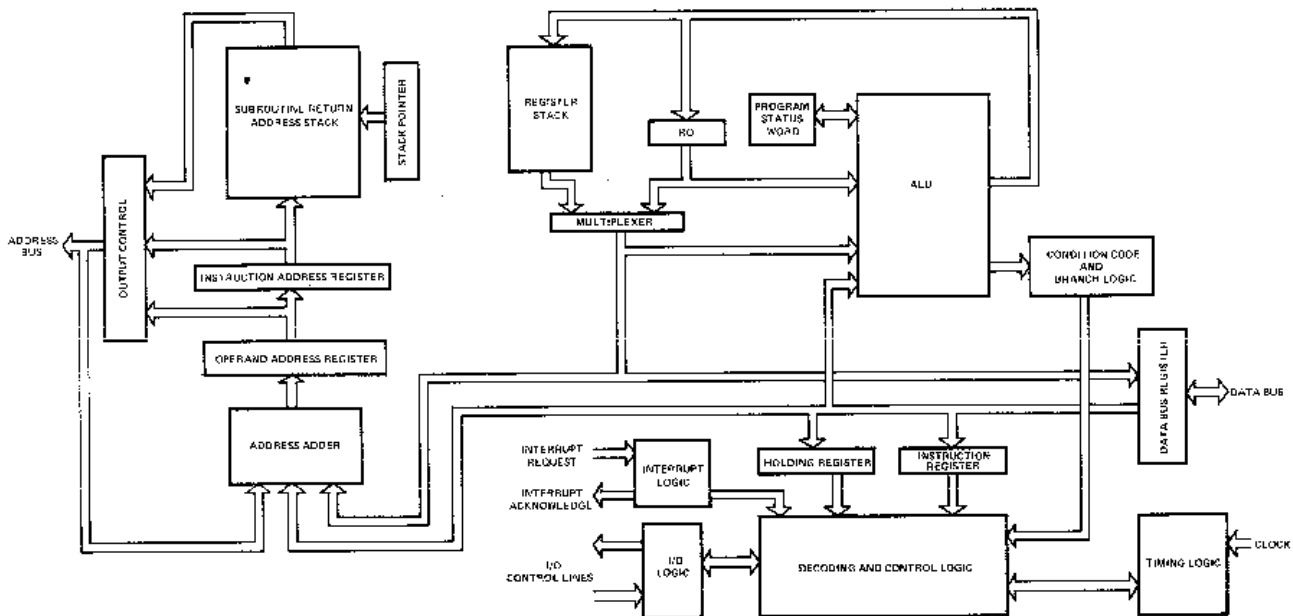 SUBROUTINE RETURN
ADDRESS STACK
STACK POINTER
REGISTER
STACK
PROGRAM
STATUS
WORD
RO
ALU
MULTIPLEXER
ADDRESS
BUS
OUTPUT CONTROL
INSTRUCTION ADDRESS REGISTER
CONDITION CODE
AND
BRANCH LOGIC
OPERAND ADDRESS REGISTER
DATA BUS REGISTER
DATA BUS
ADDRESS ADDER
INTERRUPT
REQUEST
INTERRUPT
LOGIC
HOLDING REGISTER
INSTRUCTION
REGISTER
INTERRUPT
ACKNOWLEDGE
I/O
CONTROL LINES
I/O
LOGIC
DECODING AND CONTROL LOGIC
TIMING LOGIC
CLOCK